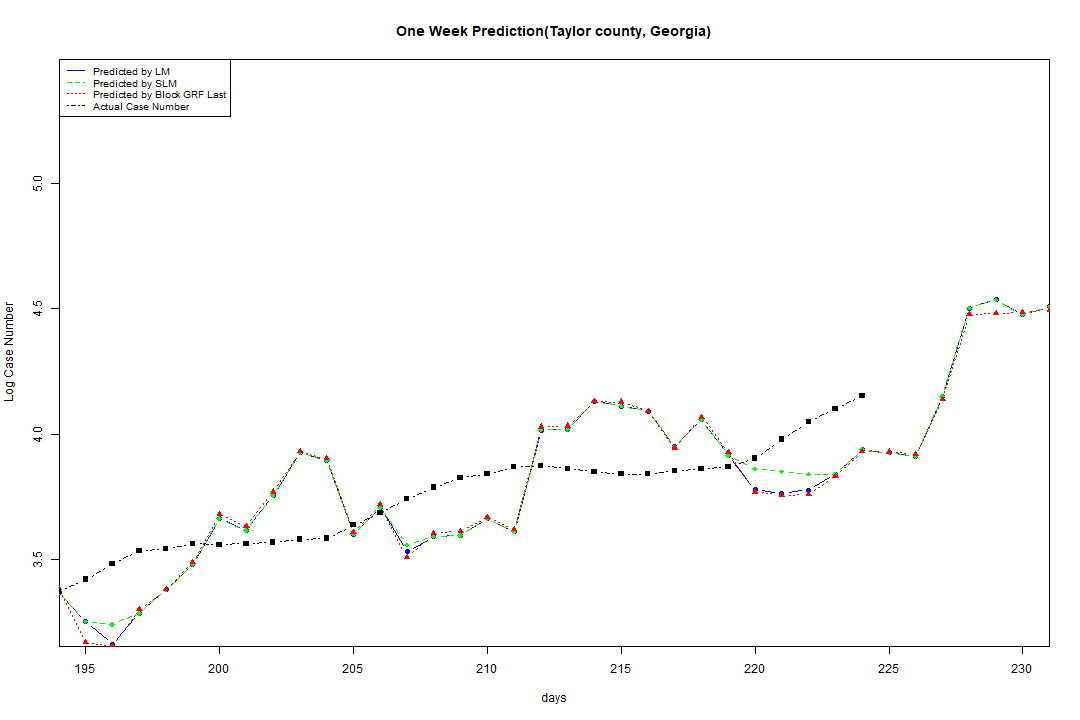 One Week Prediction(Taylor county, Georgia)
Predicted by LM
Predicted by SLM
Predicted by Block GRF Last
Actual Case Number
5.0
4.5
4.0
3.5
Log Case Number
195 200 205 210 215 220 225 230
days